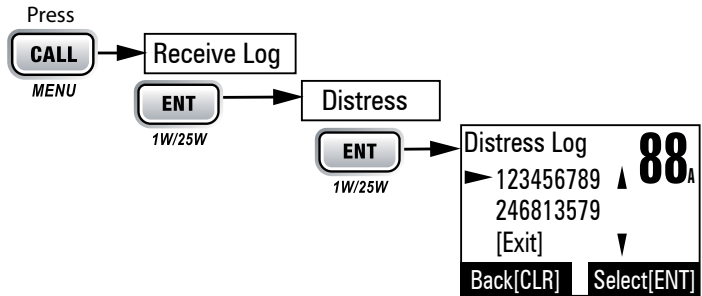 Press
CALL
MENU
Receive Log
ENT
1W/25W
Distress
ENT
1W/25W
Distress Log
88A
123456789
246813579
[Exit]
Back[CLR] Select[ENT]